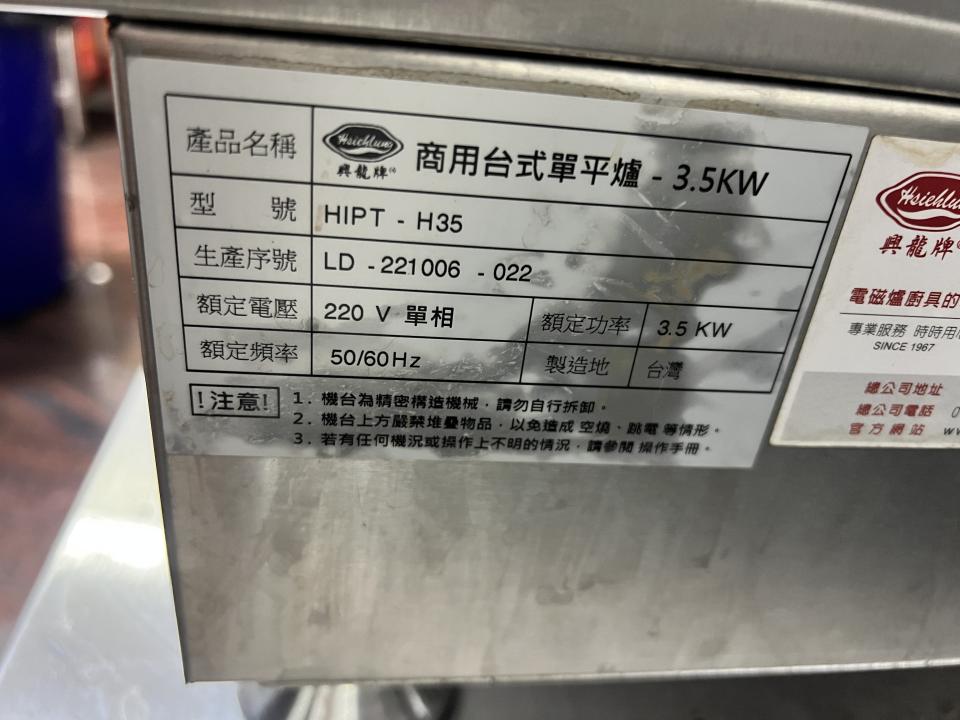 產品名稱 Hsiehlung 興龍牌 商用台式單平爐 - 3.5KW
型 號 HIPT - H35
生產序號 LD - 221006 - 022
額定電壓 220 V 單相 額定功率 3.5 KW
額定頻率 50/60Hz 製造地 台灣
!注意!
1. 機台為精密構造機械，請勿自行拆卸。
2. 機台上方嚴禁堆疊物品，以免造成 空燒、跳電 等情形。
3. 若有任何機況或操作上不明的情況，請參閱 操作手冊。
Hsiehlu
興龍牌
電磁爐廚具的
專業服務 時時用
SINCE 1967
總公司地址
總公司電話 0
官方網站 w